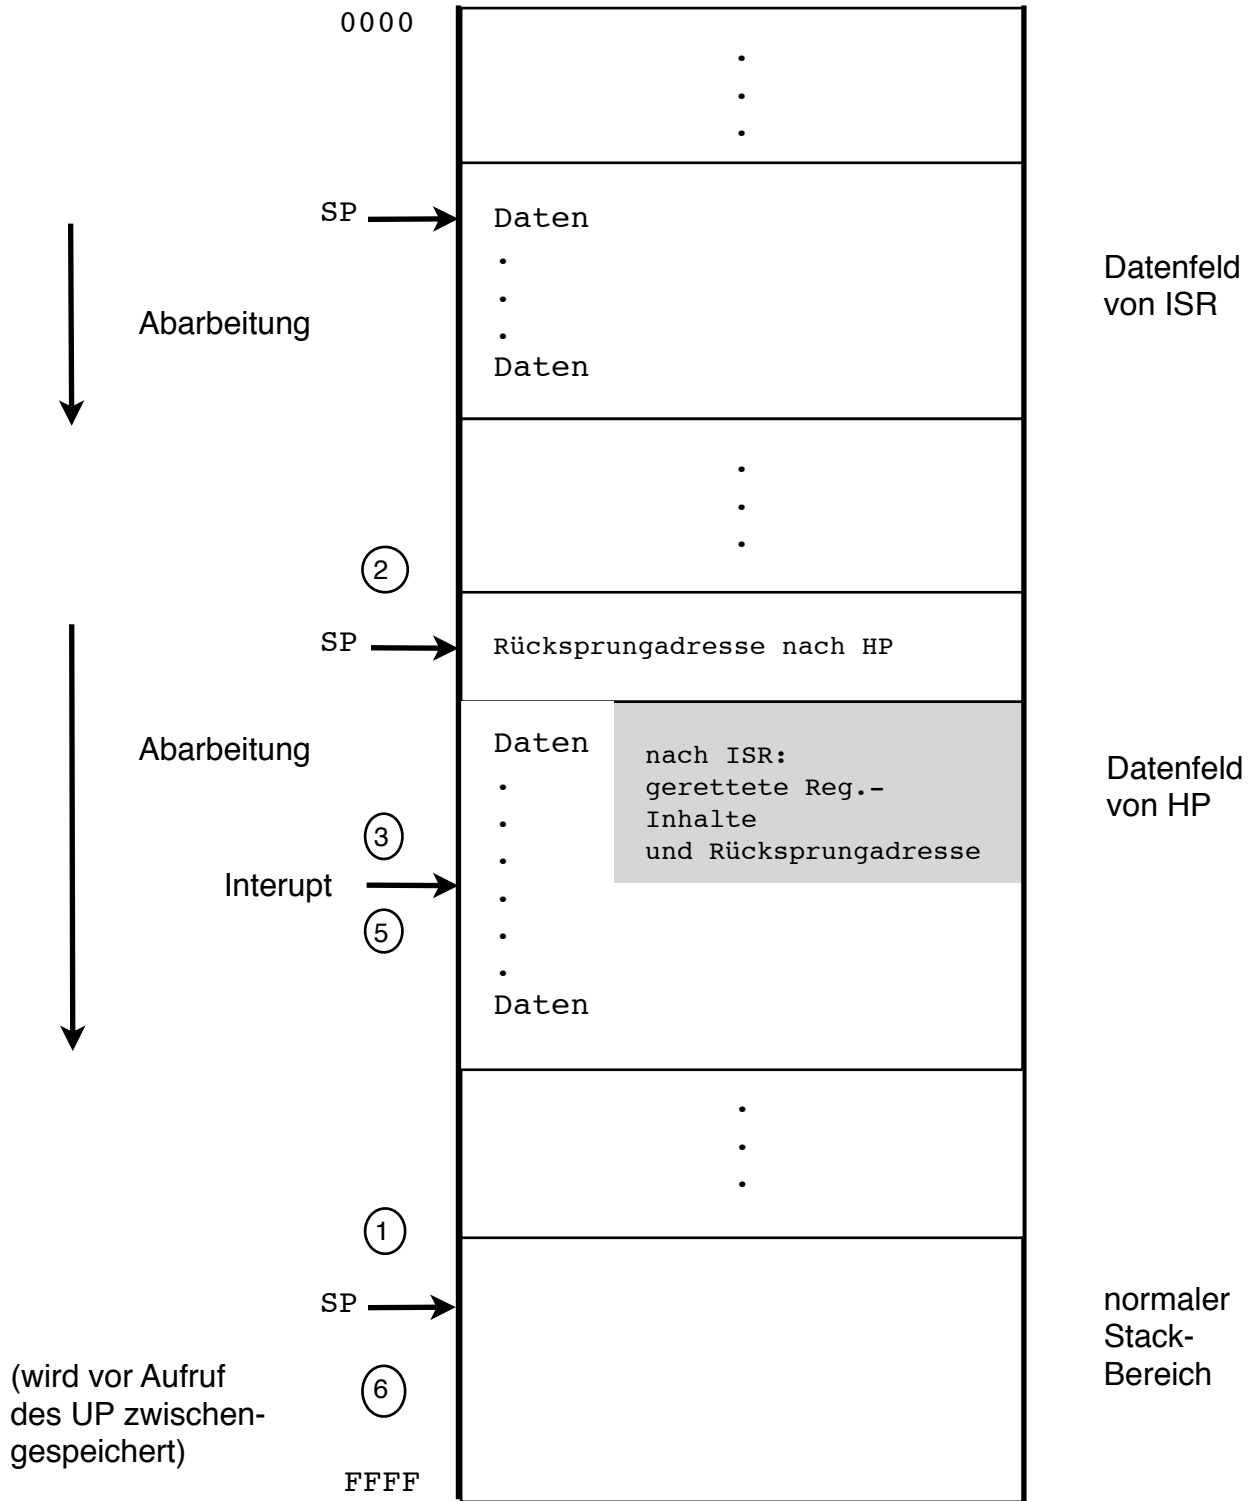 0000
SP
Daten
Daten
Datenfeld
von ISR
Abarbeitung
2
SP
Rücksprungadresse nach HP
Abarbeitung
Daten
nach ISR:
gerettete Reg.-
Inhalte
und Rücksprungadresse
Datenfeld
von HP
3
Interupt
5
Daten
1
SP
normaler
Stack-
Bereich
(wird vor Aufruf
des UP zwischen-
gespeichert)
6
FFFF